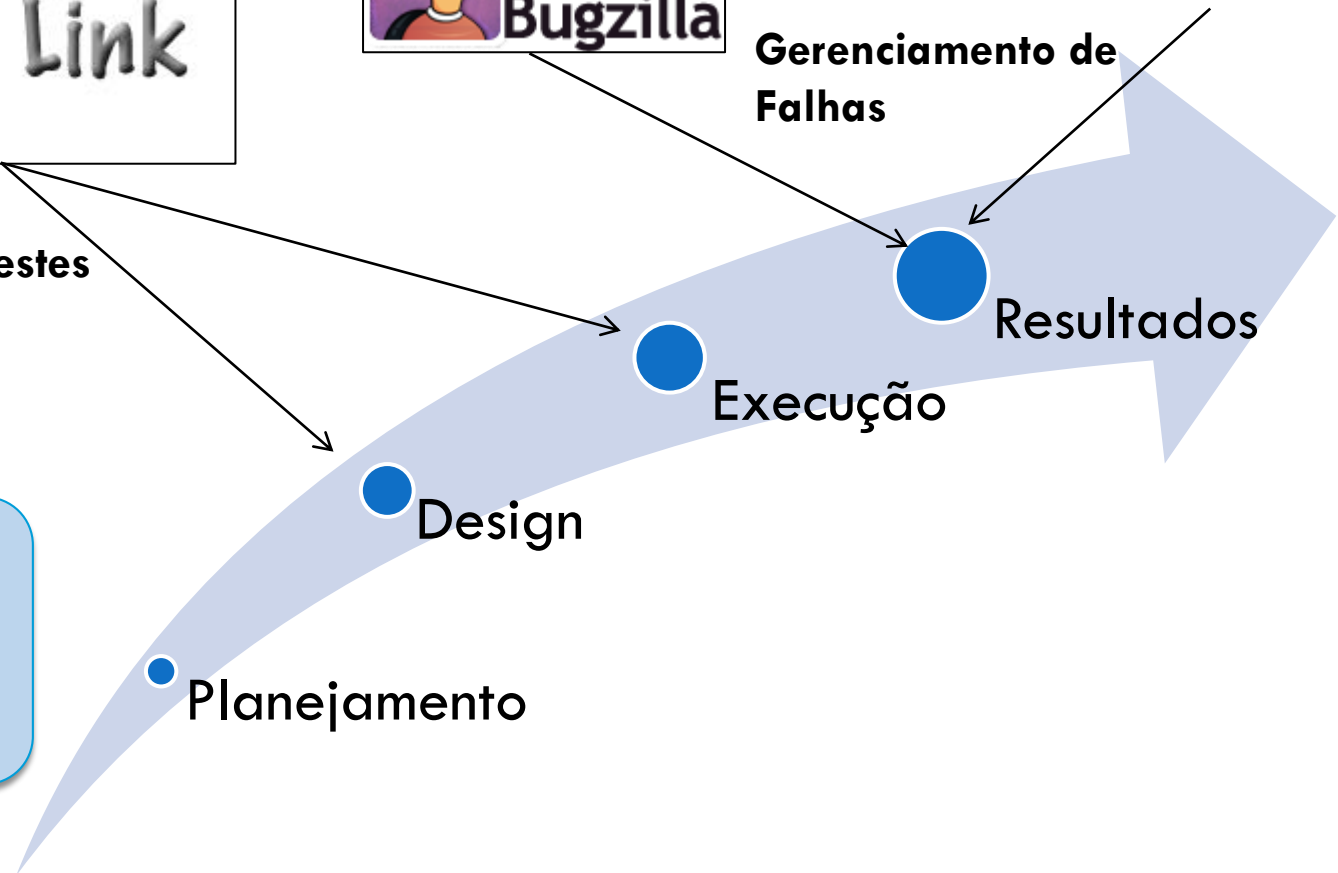 Link
Bugzilla
Gerenciamento de
Falhas
estes
Resultados
Execução
Design
Planejamento